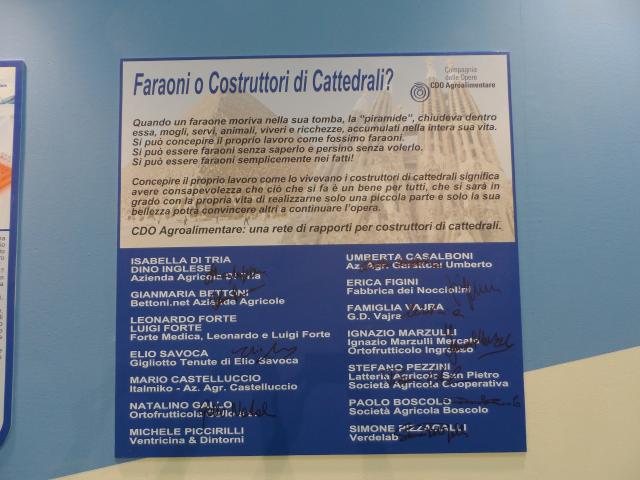 Faraoni o Costruttori di Cattedrali?
Compagnia
delle Opere
CDO Agroalimentare
Quando un faraone moriva nella sua tomba, la "piramide", chiudeva dentro
essa, mogli, servi, animali, viveri e ricchezze, accumulati nella intera sua vita.
Si può concepire il proprio lavoro come fossimo faraoni.
Si può essere faraoni senza saperlo e persino senza volerlo.
Si può essere faraoni semplicemente nei fatti!
Concepire il proprio lavoro come lo vivevano i costruttori di cattedrali significa
avere consapevolezza che ciò che si fa è un bene per tutti, che si sarà in
grado con la propria vita di realizzarne solo una piccola parte e solo la sua
bellezza potrà convincere altri a continuare l'opera.
CDO Agroalimentare: una rete di rapporti per costruttori di cattedrali.
ISABELLA DI TRIA
DINO INGLESE
Azienda Agricola
GIANMARIA BETTONI
Bettoni.net Aziende Agricole
LEONARDO FORTE
LUIGI FORTE
Forte Medica, Leonardo e Luigi Forte
ELIO SAVOCA
Gigliotto Tenute di Elio Savoca
MARIO CASTELLUCCIO
Italmiko - Az. Agr. Castelluccio
NATALINO GALLO
Ortofrutticola
MICHELE PICCIRILLI
Ventricina & Dintorni
UMBERTA CASALBONI
Az. Agr. Umberto
ERICA FIGINI
Fabbrica dei Nocciolini
FAMIGLIA VAJRA
G.D. Vajra
IGNAZIO MARZULLI
Ignazio Marzulli Mercato
Ortofrutticolo Ingrosso
STEFANO PEZZINI
Latteria Agricola San Pietro
Società Agricola Cooperativa
PAOLO BOSCOLO
Società Agricola Boscolo
SIMONE PIZZAGALLI
Verdelab